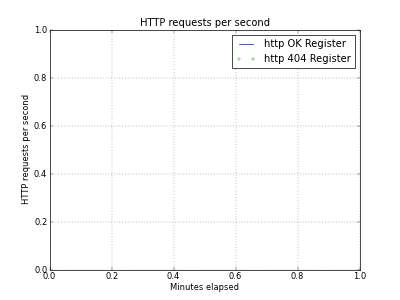 HTTP requests per second
1.0
http OK Register
http 404 Register
0.8
0.6
HTTP requests per second
0.4
0.2
0.0
0.0 0.2 0.4 0.6 0.8 1.0
Minutes elapsed